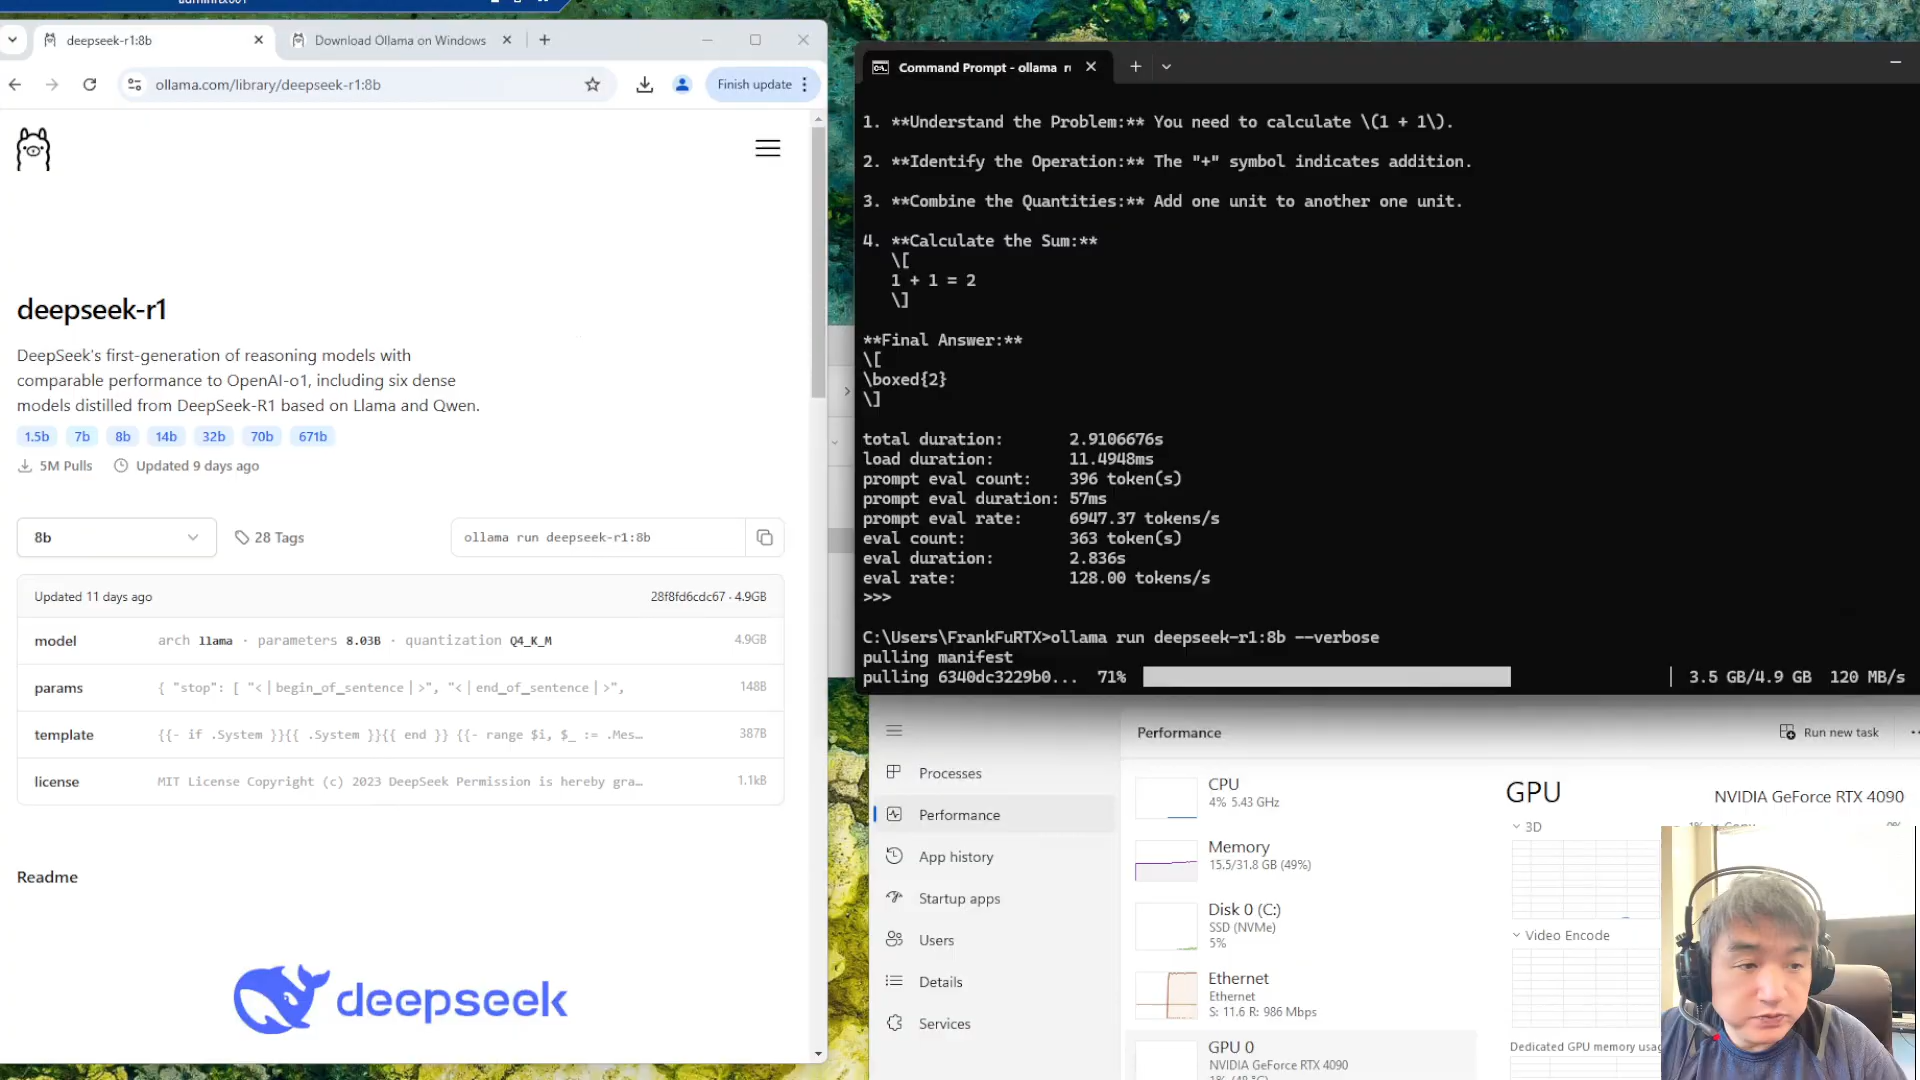 deepseek-r1:8b
Download Ollama on Windows
ollama.com/library/deepseek-r1:8b
Finish update
deepseek-r1
DeepSeek's first-generation of reasoning models with
comparable performance to OpenAI-o1, including six dense
models distilled from DeepSeek-R1 based on Llama and Qwen.
1.5b 7b 8b 14b 32b 70b 671b
5M Pulls Updated 9 days ago
8b
28 Tags
ollama run deepseek-r1:8b
Updated 11 days ago 28f8fd6cdc67 · 4.9GB
model arch llama · parameters 8.03B · quantization Q4_K_M 4.9GB
params { "stop": [ "<|begin_of_sentence|>", "<|end_of_sentence|>", 148B
template {{- if .System }}{{ .System }}{{ end }} {{- range $i, $_ := .Mes… 387B
license MIT License Copyright (c) 2023 DeepSeek Permission is hereby gra… 1.1kB
Readme
deepseek
Command Prompt - ollama r
1. **Understand the Problem:** You need to calculate \(1 + 1\).
2. **Identify the Operation:** The "+" symbol indicates addition.
3. **Combine the Quantities:** Add one unit to another one unit.
4. **Calculate the Sum:**
\[
1 + 1 = 2
\]
**Final Answer:**
\[
\boxed{2}
\]
total duration: 2.9106676s
load duration: 11.4948ms
prompt eval count: 396 token(s)
prompt eval duration: 57ms
prompt eval rate: 6947.37 tokens/s
eval count: 363 token(s)
eval duration: 2.836s
eval rate: 128.00 tokens/s
>>>
C:\Users\FrankFuRTX>ollama run deepseek-r1:8b --verbose
pulling manifest
pulling 6340dc3229b0... 71% 3.5 GB/4.9 GB 120 MB/s
Performance
Run new task
Processes
Performance
App history
Startup apps
Users
Details
Services
CPU
4% 5.43 GHz
Memory
15.5/31.8 GB (49%)
Disk 0 (C:)
SSD (NVMe)
5%
Ethernet
Ethernet
S: 11.6 R: 986 Mbps
GPU 0
NVIDIA GeForce RTX 4090
GPU
NVIDIA GeForce RTX 4090
3D
Video Encode
Dedicated GPU memory usag